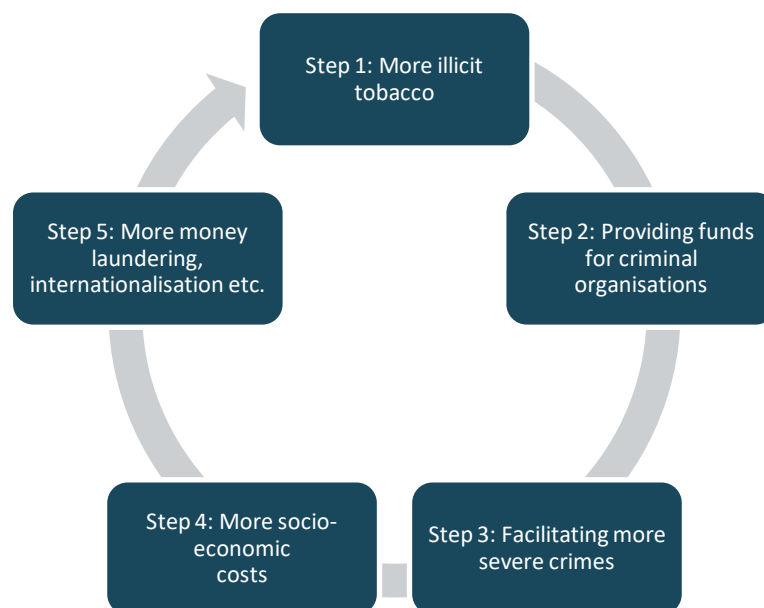 Step 1: More illicit
tobacco
Step 2: Providing funds
for criminal
organisations
Step 3: Facilitating more
severe crimes
Step 4: More socio-
economic
costs
Step 5: More money
laundering,
internationalisation etc.